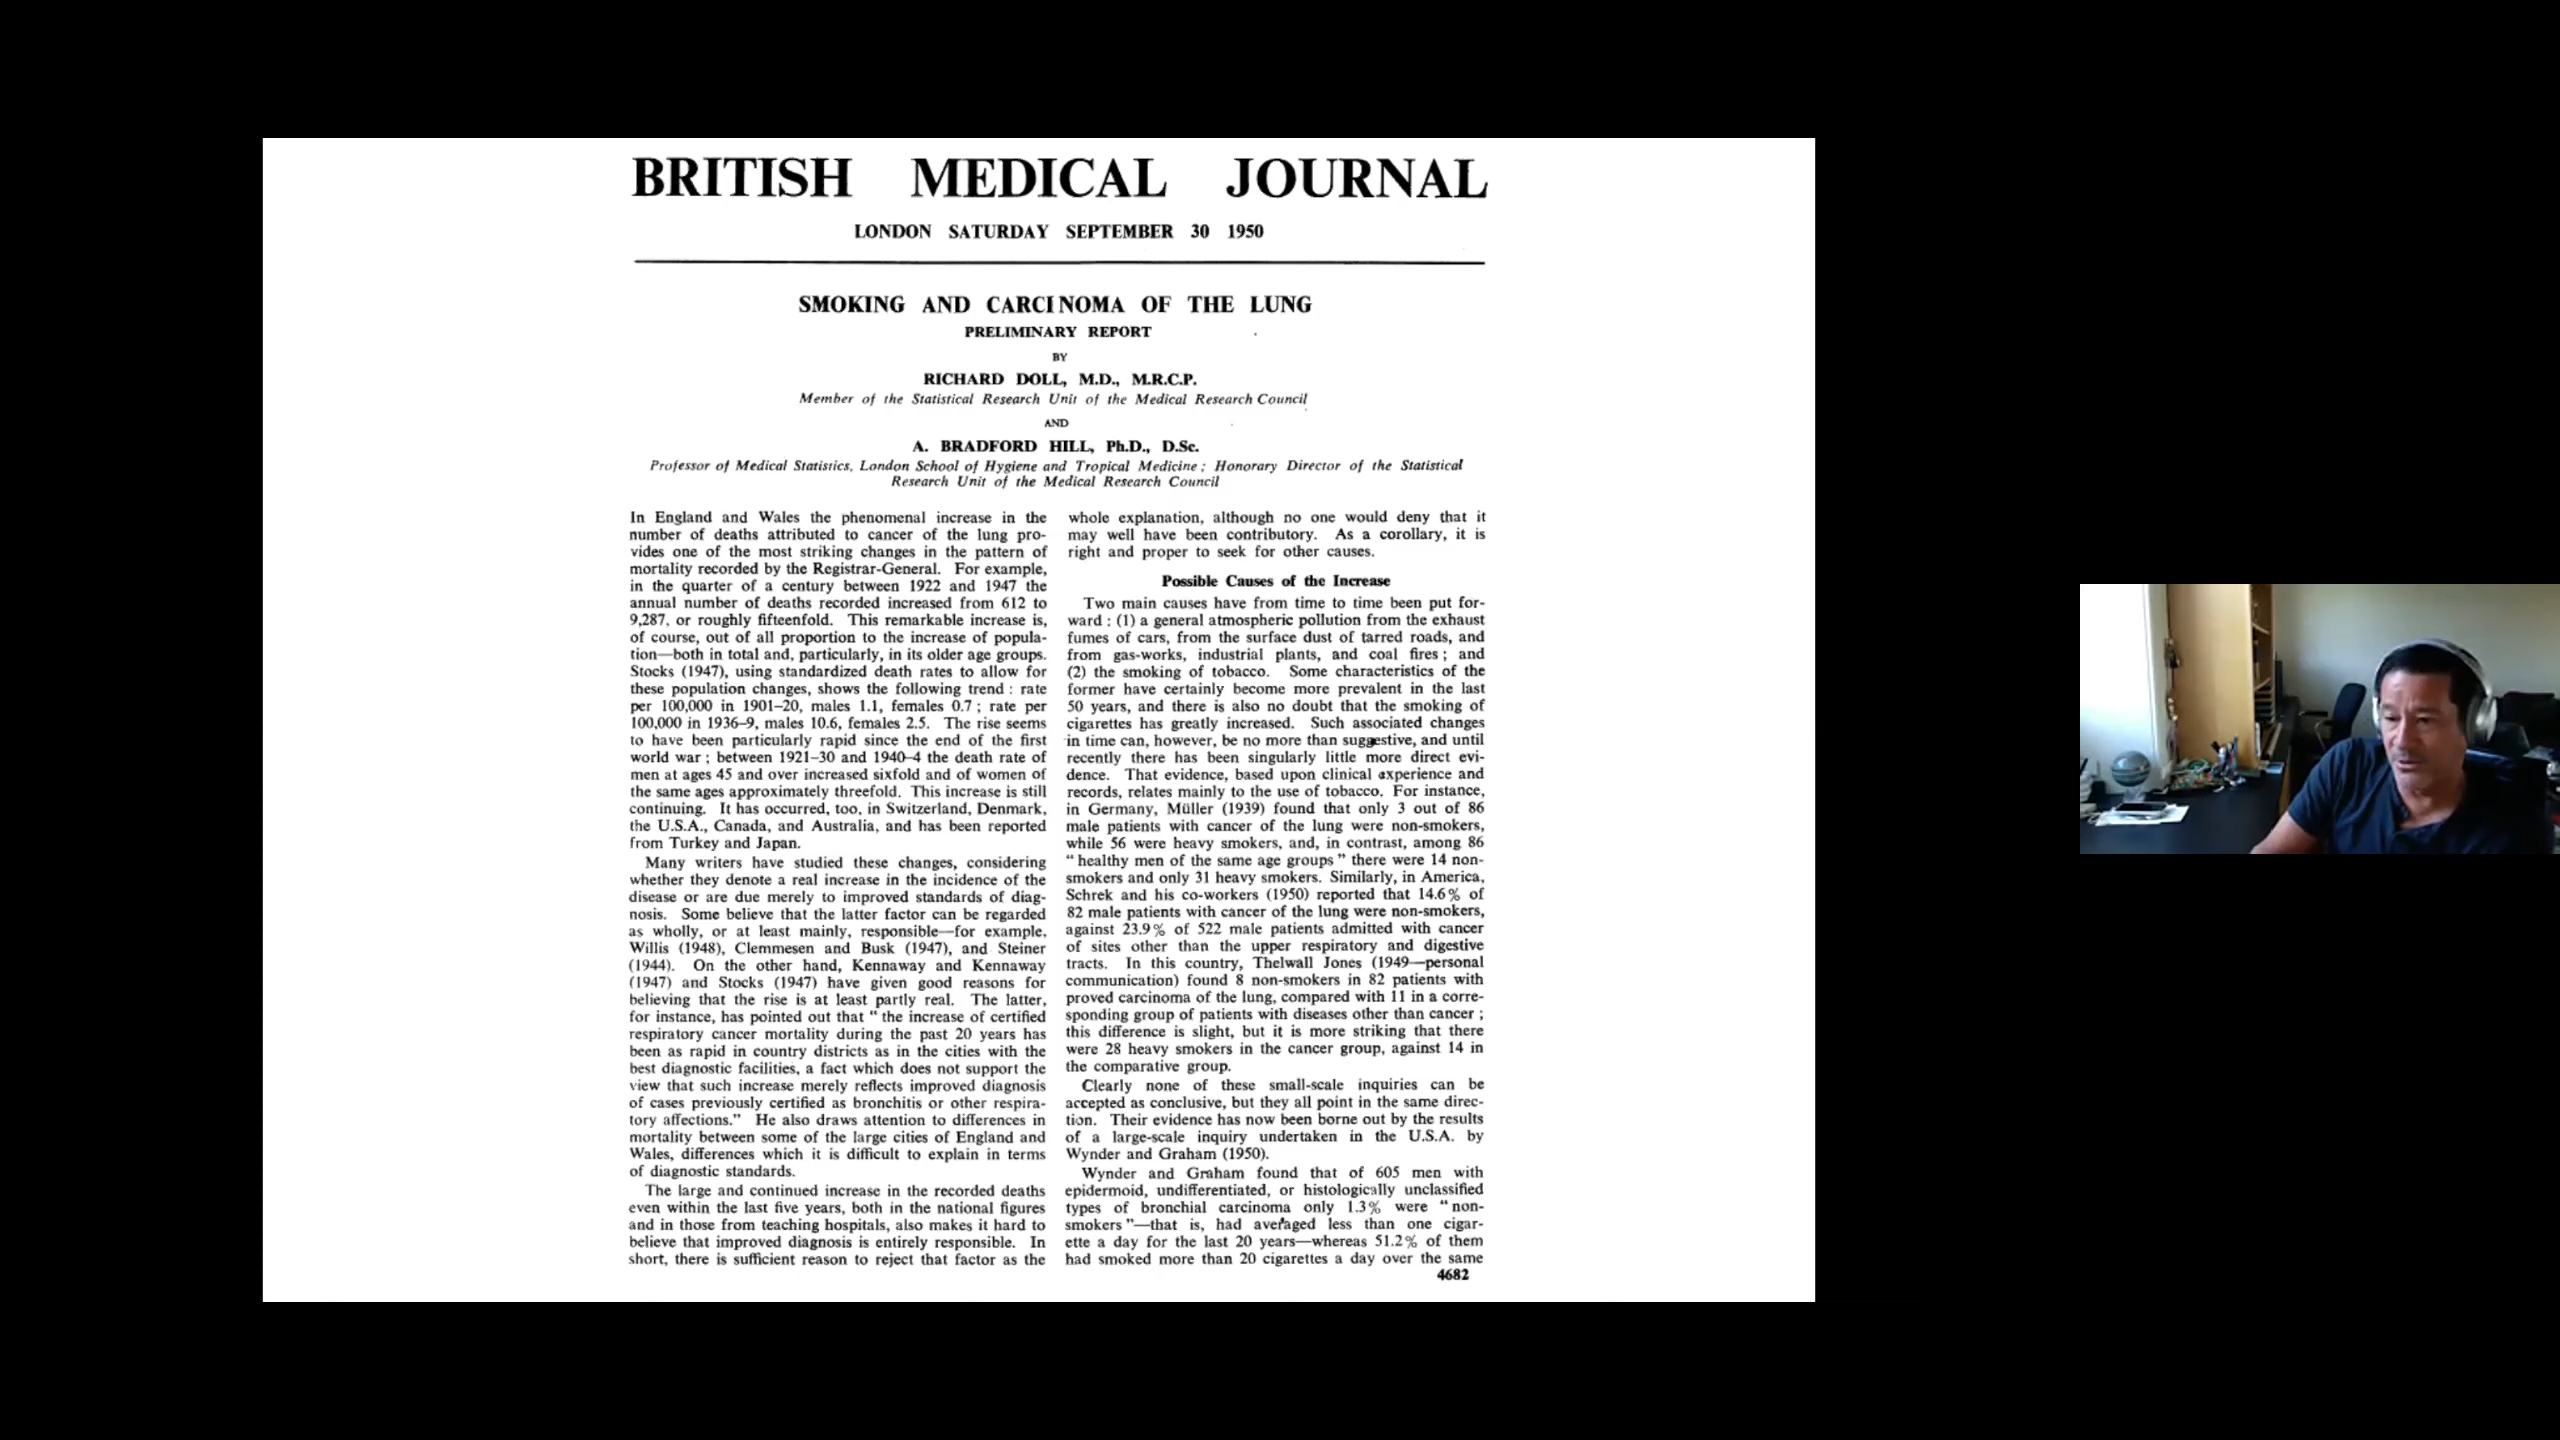 BRITISH MEDICAL JOURNAL
LONDON SATURDAY SEPTEMBER 30 1950
SMOKING AND CARCINOMA OF THE LUNG
PRELIMINARY REPORT
BY
RICHARD DOLL, M.D., M.R.C.P.
Member of the Statistical Research Unit of the Medical Research Council
AND
A. BRADFORD HILL, Ph.D., D.Sc.
Professor of Medical Statistics, London School of Hygiene and Tropical Medicine; Honorary Director of the Statistical
Research Unit of the Medical Research Council
In England and Wales the phenomenal increase in the
number of deaths attributed to cancer of the lung pro-
vides one of the most striking changes in the pattern of
mortality recorded by the Registrar-General. For example,
in the quarter of a century between 1922 and 1947 the
annual number of deaths recorded increased from 612 to
9,287, or roughly fifteenfold. This remarkable increase is,
of course, out of all proportion to the increase of popula-
tion—both in total and, particularly, in its older age groups.
Stocks (1947), using standardized death rates to allow for
these population changes, shows the following trend: rate
per 100,000 in 1901–20, males 1.1, females 0.7; rate per
100,000 in 1936–9, males 10.6, females 2.5. The rise seems
to have been particularly rapid since the end of the first
world war; between 1921–30 and 1940–4 the death rate of
men at ages 45 and over increased sixfold and of women of
the same ages approximately threefold. This increase is still
continuing. It has occurred, too, in Switzerland, Denmark,
the U.S.A., Canada, and Australia, and has been reported
from Turkey and Japan.
Many writers have studied these changes, considering
whether they denote a real increase in the incidence of the
disease or are due merely to improved standards of diag-
nosis. Some believe that the latter factor can be regarded
as wholly, or at least mainly, responsible—for example,
Willis (1948), Clemmesen and Busk (1947), and Steiner
(1944). On the other hand, Kennaway and Kennaway
(1947) and Stocks (1947) have given good reasons for
believing that the rise is at least partly real. The latter,
for instance, has pointed out that "the increase of certified
respiratory cancer mortality during the past 20 years has
been as rapid in country districts as in the cities with the
best diagnostic facilities, a fact which does not support the
view that such increase merely reflects improved diagnosis
of cases previously certified as bronchitis or other respira-
tory affections." He also draws attention to differences in
mortality between some of the large cities of England and
Wales, differences which it is difficult to explain in terms
of diagnostic standards.
The large and continued increase in the recorded deaths
even within the last five years, both in the national figures
and in those from teaching hospitals, also makes it hard to
believe that improved diagnosis is entirely responsible. In
short, there is sufficient reason to reject that factor as the
whole explanation, although no one would deny that it
may well have been contributory. As a corollary, it is
right and proper to seek for other causes.
Possible Causes of the Increase
Two main causes have from time to time been put for-
ward: (1) a general atmospheric pollution from the exhaust
fumes of cars, from the surface dust of tarred roads, and
from gas-works, industrial plants, and coal fires; and
(2) the smoking of tobacco. Some characteristics of the
former have certainly become more prevalent in the last
50 years, and there is also no doubt that the smoking of
cigarettes has greatly increased. Such associated changes
in time can, however, be no more than suggestive, and until
recently there has been singularly little more direct evi-
dence. That evidence, based upon clinical experience and
records, relates mainly to the use of tobacco. For instance,
in Germany, Müller (1939) found that only 3 out of 86
male patients with cancer of the lung were non-smokers,
while 56 were heavy smokers, and, in contrast, among 86
"healthy men of the same age groups" there were 14 non-
smokers and only 31 heavy smokers. Similarly, in America,
Schrek and his co-workers (1950) reported that 14.6% of
82 male patients with cancer of the lung were non-smokers,
against 23.9% of 522 male patients admitted with cancer
of sites other than the upper respiratory and digestive
tracts. In this country, Thelwall Jones (1949—personal
communication) found 8 non-smokers in 82 patients with
proved carcinoma of the lung, compared with 11 in a corre-
sponding group of patients with diseases other than cancer;
this difference is slight, but it is more striking that there
were 28 heavy smokers in the cancer group, against 14 in
the comparative group.
Clearly none of these small-scale inquiries can be
accepted as conclusive, but they all point in the same direc-
tion. Their evidence has now been borne out by the results
of a large-scale inquiry undertaken in the U.S.A. by
Wynder and Graham (1950).
Wynder and Graham found that of 605 men with
epidermoid, undifferentiated, or histologically unclassified
types of bronchial carcinoma only 1.3% were "non-
smokers"—that is, had averaged less than one cigar-
ette a day for the last 20 years—whereas 51.2% of them
had smoked more than 20 cigarettes a day over the same
4682